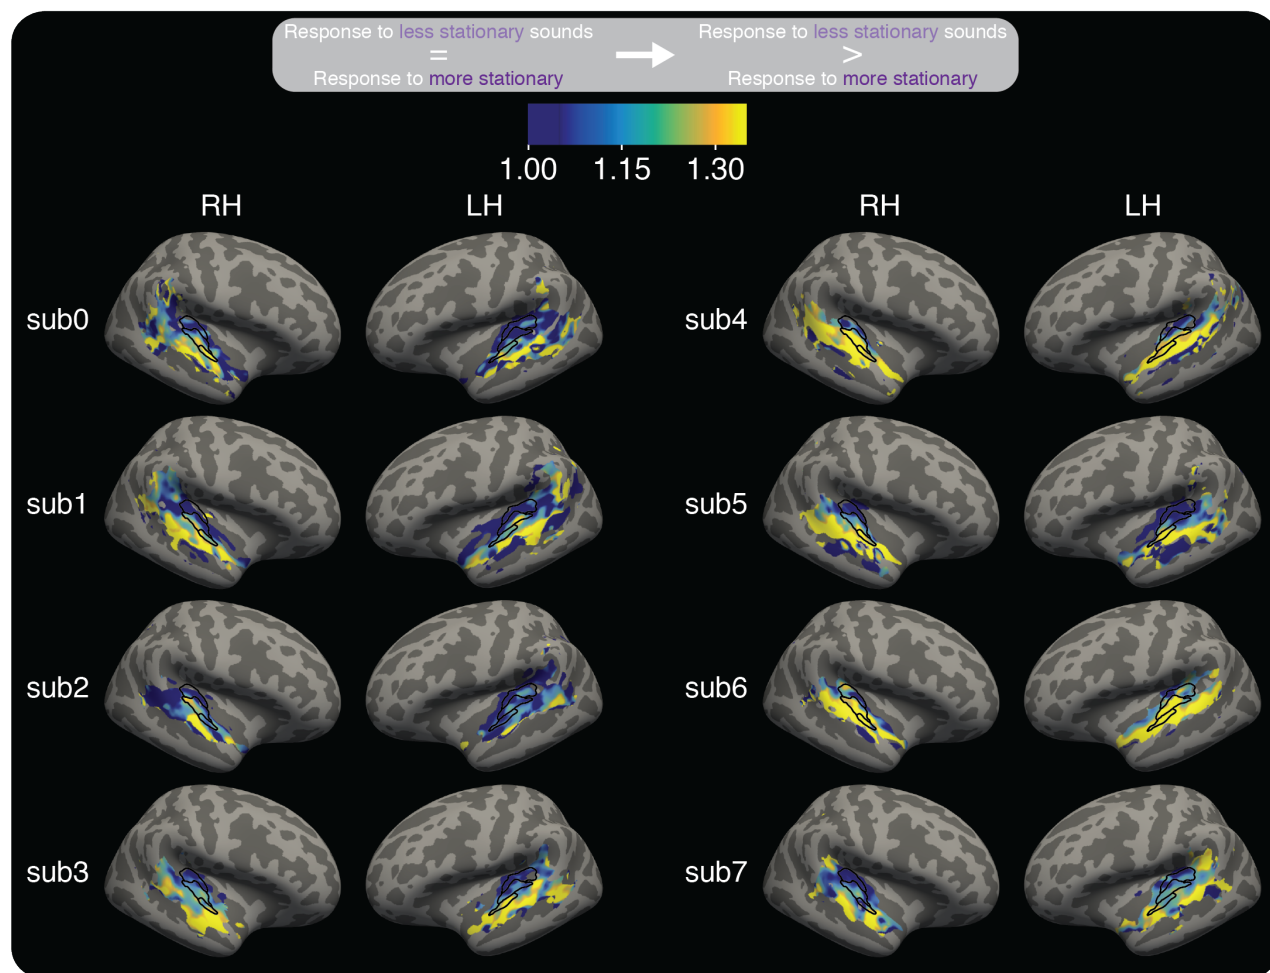 Response to less stationary sounds
=
Response to more stationary
Response to less stationary sounds
>
Response to more stationary
1.00 1.15 1.30
RH LH RH LH
sub0 sub4
sub1 sub5
sub2 sub6
sub3 sub7